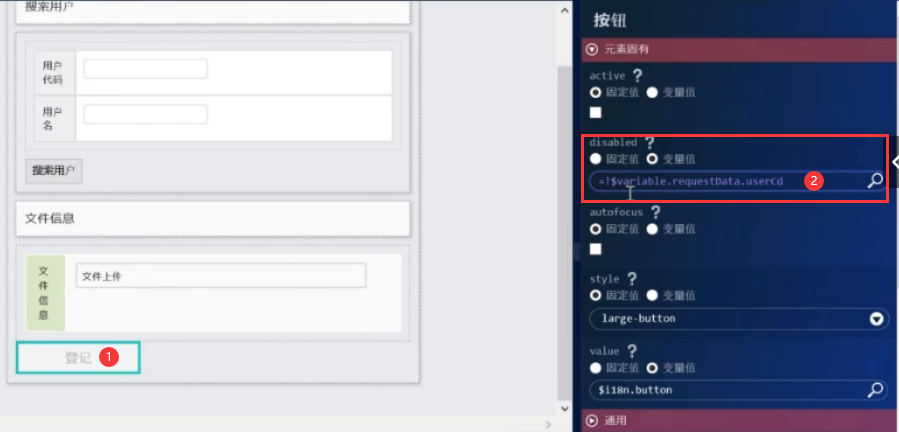 搜索用户
用户
代码
用户
名
搜索用户
文件信息
文
件
信
息
文件上传
登记
1
按钮
元素固有
active ?
固定值 变量值
disabled ?
固定值 变量值
=!$variable.requestData.userCd
2
autofocus ?
固定值 变量值
style ?
固定值 变量值
large-button
value ?
固定值 变量值
$i18n.button
通用